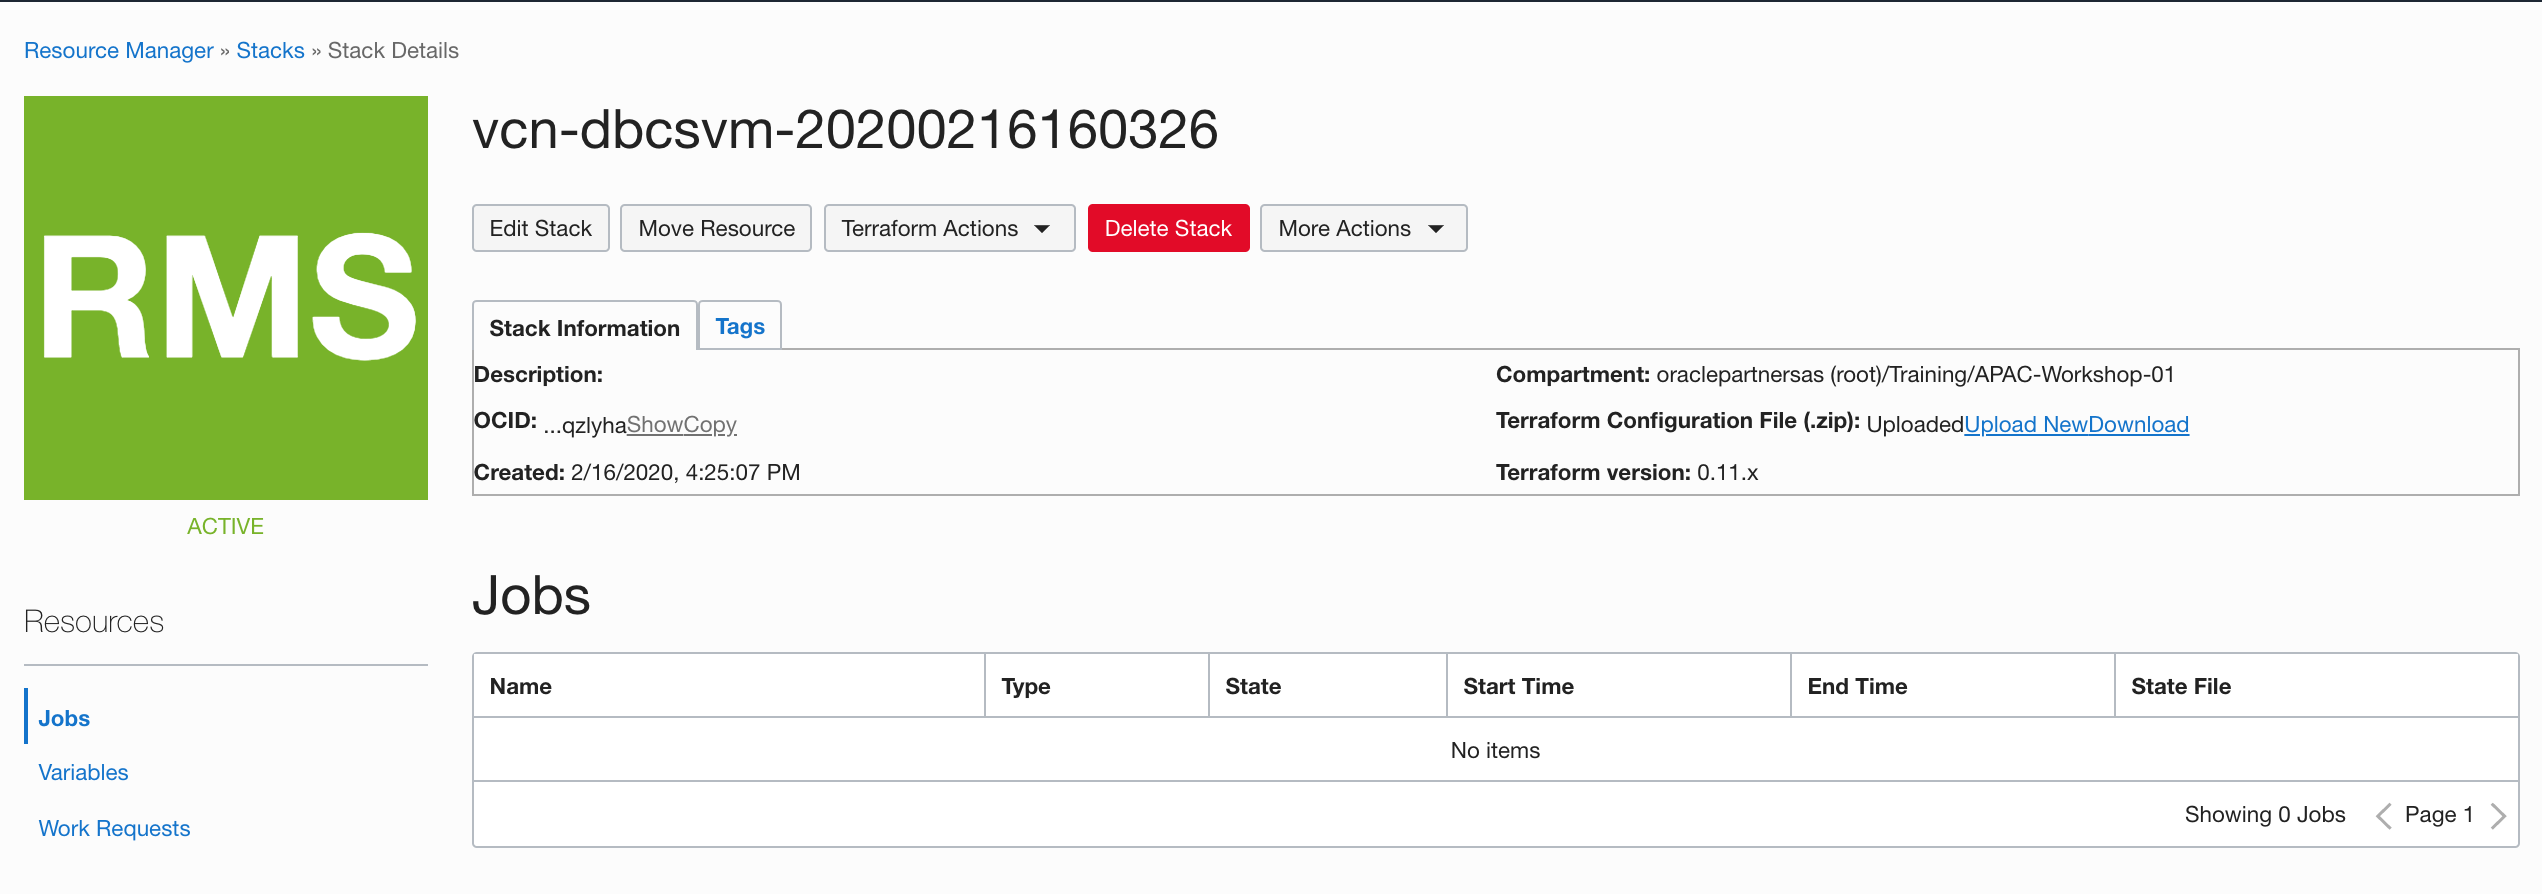 Resource Manager » Stacks » Stack Details
RMS
ACTIVE
vcn-dbcsvm-20200216160326
Edit Stack Move Resource Terraform Actions Delete Stack More Actions
Stack Information Tags
Description: Compartment: oraclepartnersas (root)/Training/APAC-Workshop-01
OCID: ...qzlyhaShowCopy Terraform Configuration File (.zip): UploadedUpload NewDownload
Created: 2/16/2020, 4:25:07 PM Terraform version: 0.11.x
Resources
Jobs
Variables
Work Requests
Jobs
Name Type State Start Time End Time State File
No items
Showing 0 Jobs Page 1